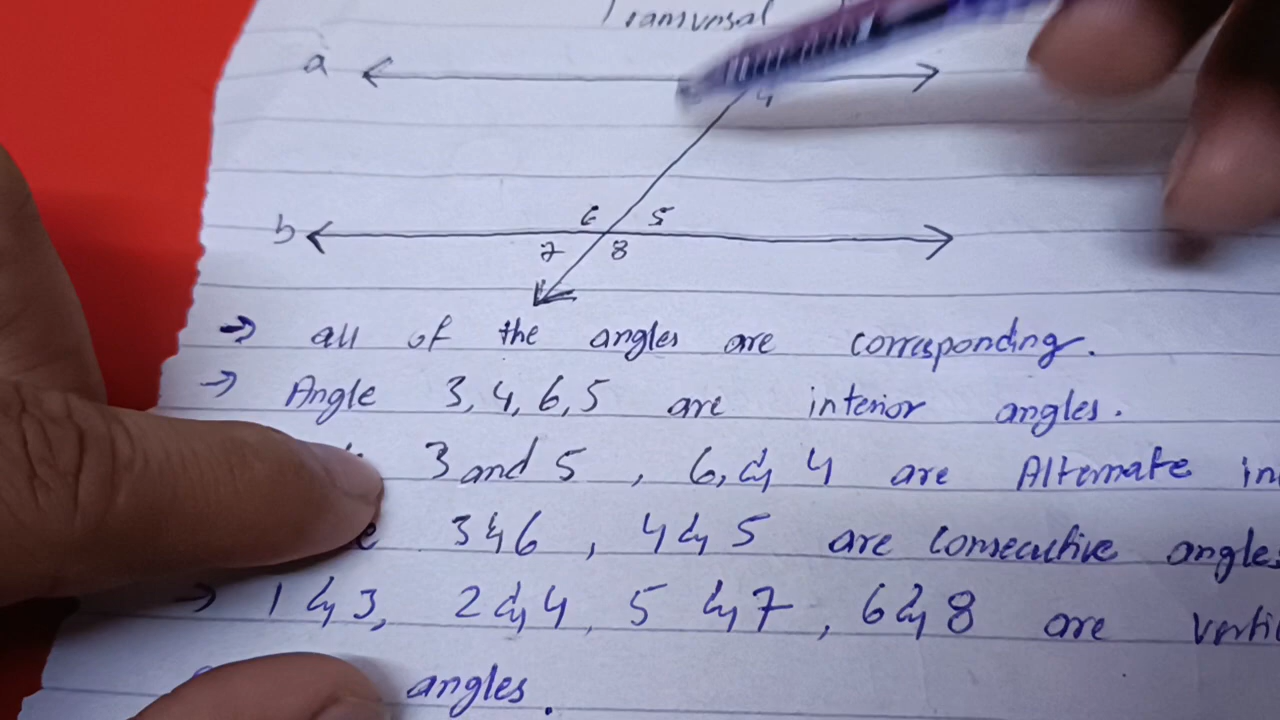 Transversal
a
4
6 5
b
7 8
→ all of the angles are corresponding.
→ Angle 3, 4, 6, 5 are interior angles.
3 and 5 , 6, & 4 are Alternate in
3 & 6 , 4 & 5 are consecutive angles
→ 1 & 3, 2 & 4, 5 & 7 , 6 & 8 are verti
angles.